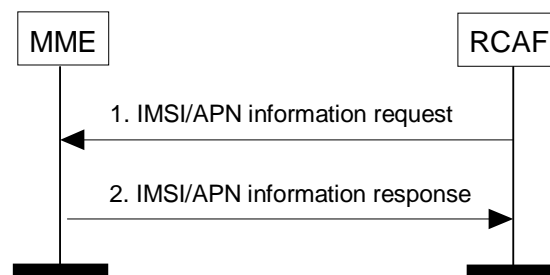 MME
RCAF
1. IMSI/APN information request
2. IMSI/APN information response